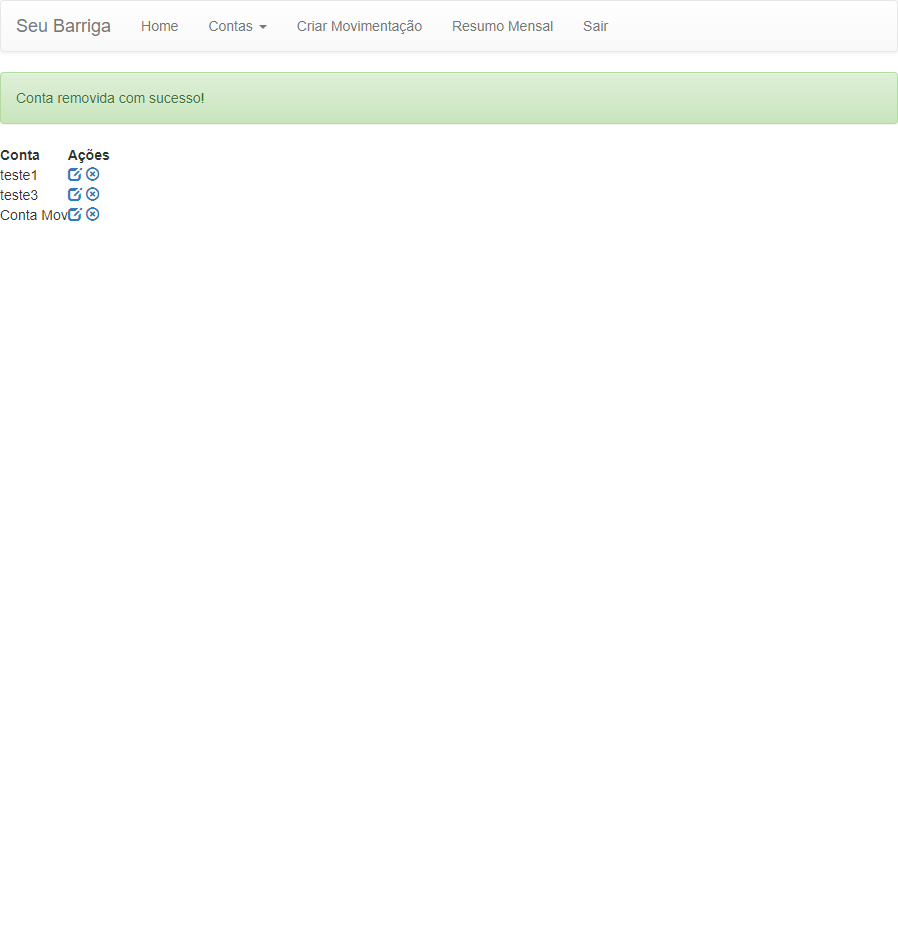 Seu Barriga Home Contas Criar Movimentação Resumo Mensal Sair
Conta removida com sucesso!
Conta Ações
teste1
teste3
Conta Mov